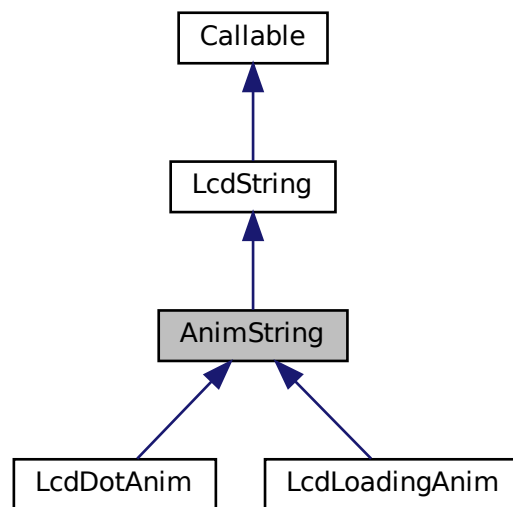 Callable
LcdString
AnimString
LcdDotAnim
LcdLoadingAnim